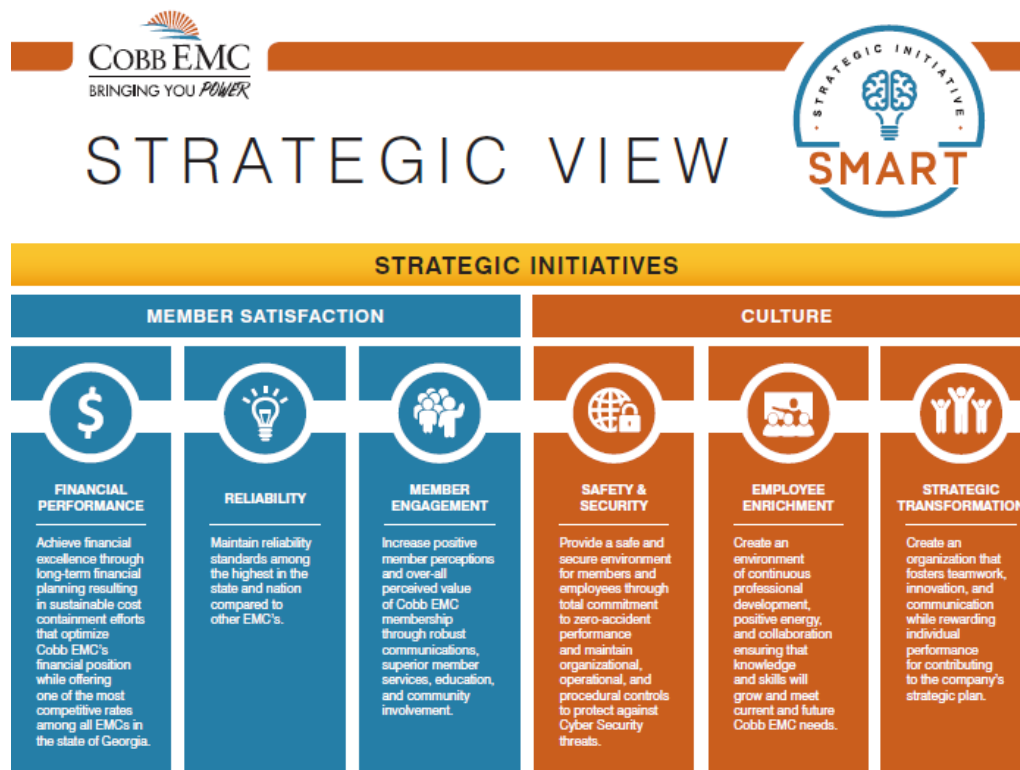 COBB EMC
BRINGING YOU POWER
STRATEGIC INITIATIVE
SMART
STRATEGIC VIEW
STRATEGIC INITIATIVES
MEMBER SATISFACTION
CULTURE
FINANCIAL
PERFORMANCE
Achieve financial
excellence through
long-term financial
planning resulting
in sustainable cost
containment efforts
that optimize
Cobb EMC's
financial position
while offering
one of the most
competitive rates
among all EMCs in
the state of Georgia.
RELIABILITY
Maintain reliability
standards among
the highest in the
state and nation
compared to
other EMC's.
MEMBER
ENGAGEMENT
Increase positive
member perceptions
and over-all
perceived value
of Cobb EMC
membership
through robust
communications,
superior member
services, education,
and community
involvement.
SAFETY &
SECURITY
Provide a safe and
secure environment
for members and
employees through
total commitment
to zero-accident
performance
and maintain
organizational,
operational, and
procedural controls
to protect against
Cyber Security
threats.
EMPLOYEE
ENRICHMENT
Create an
environment
of continuous
professional
development,
positive energy,
and collaboration
ensuring that
knowledge
and skills will
grow and meet
current and future
Cobb EMC needs.
STRATEGIC
TRANSFORMATION
Create an
organization that
fosters teamwork,
innovation, and
communication
while rewarding
individual
performance
for contributing
to the company's
strategic plan.